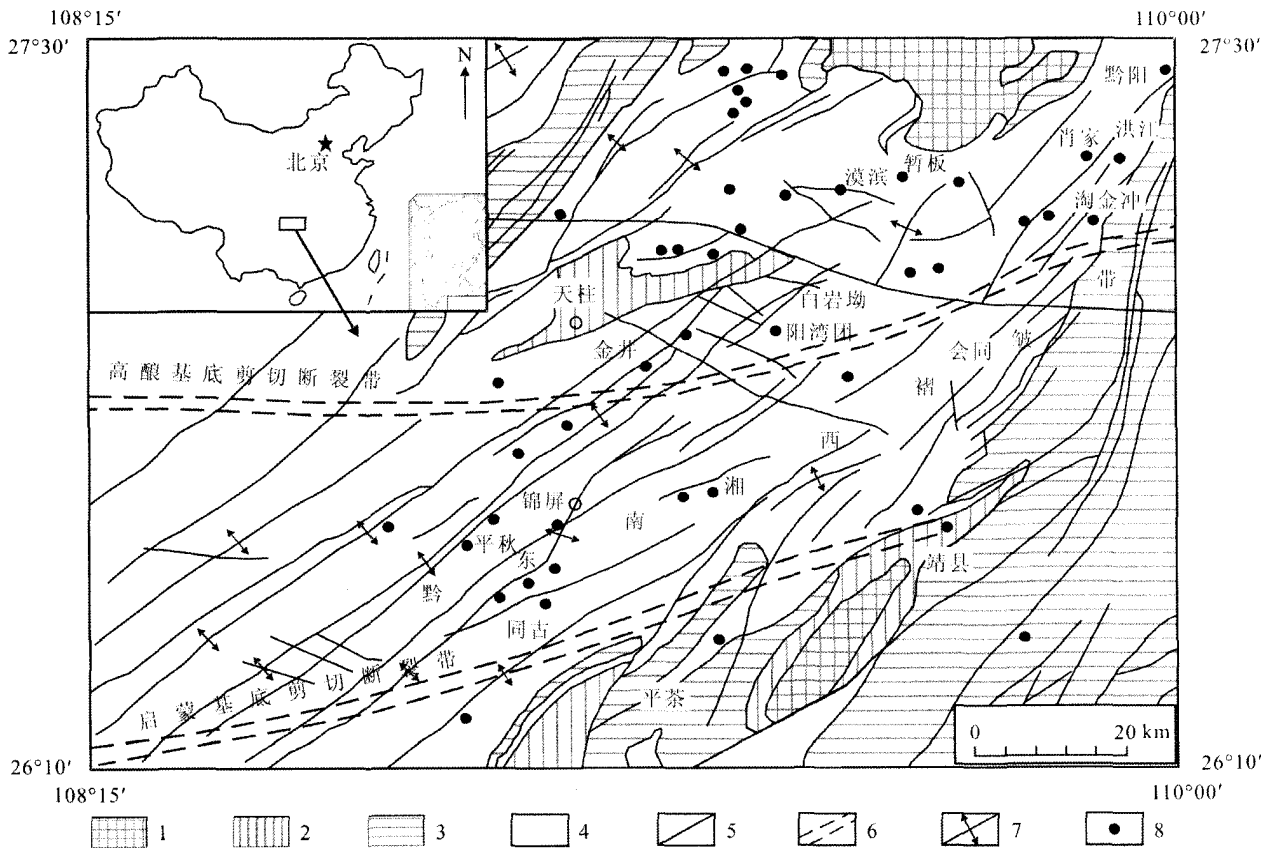 108°15′
110°00′
27°30′
27°30′
N
北京
黔阳
洪江
肖家
暂板
漠滨
淘金冲
带
天柱
白岩坳
阳湾团
金井
会同
皱
褶
高酿基底剪切断裂带
西
锦屏
湘
南
平秋
东
黔
靖县
同古
启蒙基底剪切断裂带
平茶
0 20 km
26°10′
26°10′
108°15′
110°00′
1 2 3 4 5 6 7 8